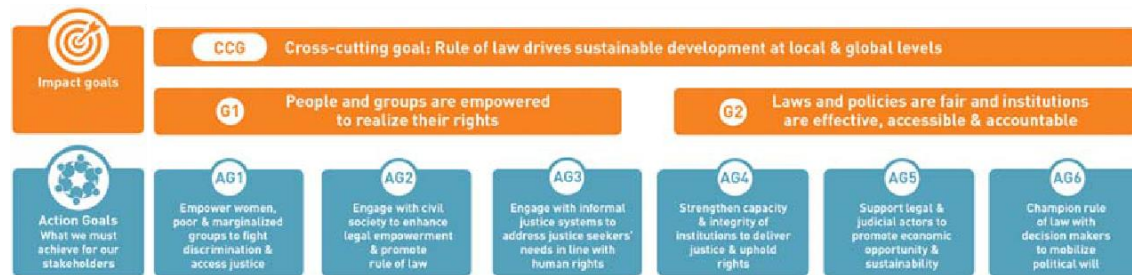 Impact goals
CCG Cross-cutting goal: Rule of law drives sustainable development at local & global levels
G1 People and groups are empowered
to realize their rights
G2 Laws and policies are fair and institutions
are effective, accessible & accountable
Action Goals
What we must
achieve for our
stakeholders
AG1
Empower women,
poor & marginalized
groups to fight
discrimination &
access justice
AG2
Engage with civil
society to enhance
legal empowerment
& promote
rule of law
AG3
Engage with informal
justice systems to
address justice seekers'
needs in line with
human rights
AG4
Strengthen capacity
& integrity of
institutions to deliver
justice & uphold
rights
AG5
Support legal &
judicial actors to
promote economic
opportunity &
sustainability
AG6
Champion rule
of law with
decision makers
to mobilize
political will